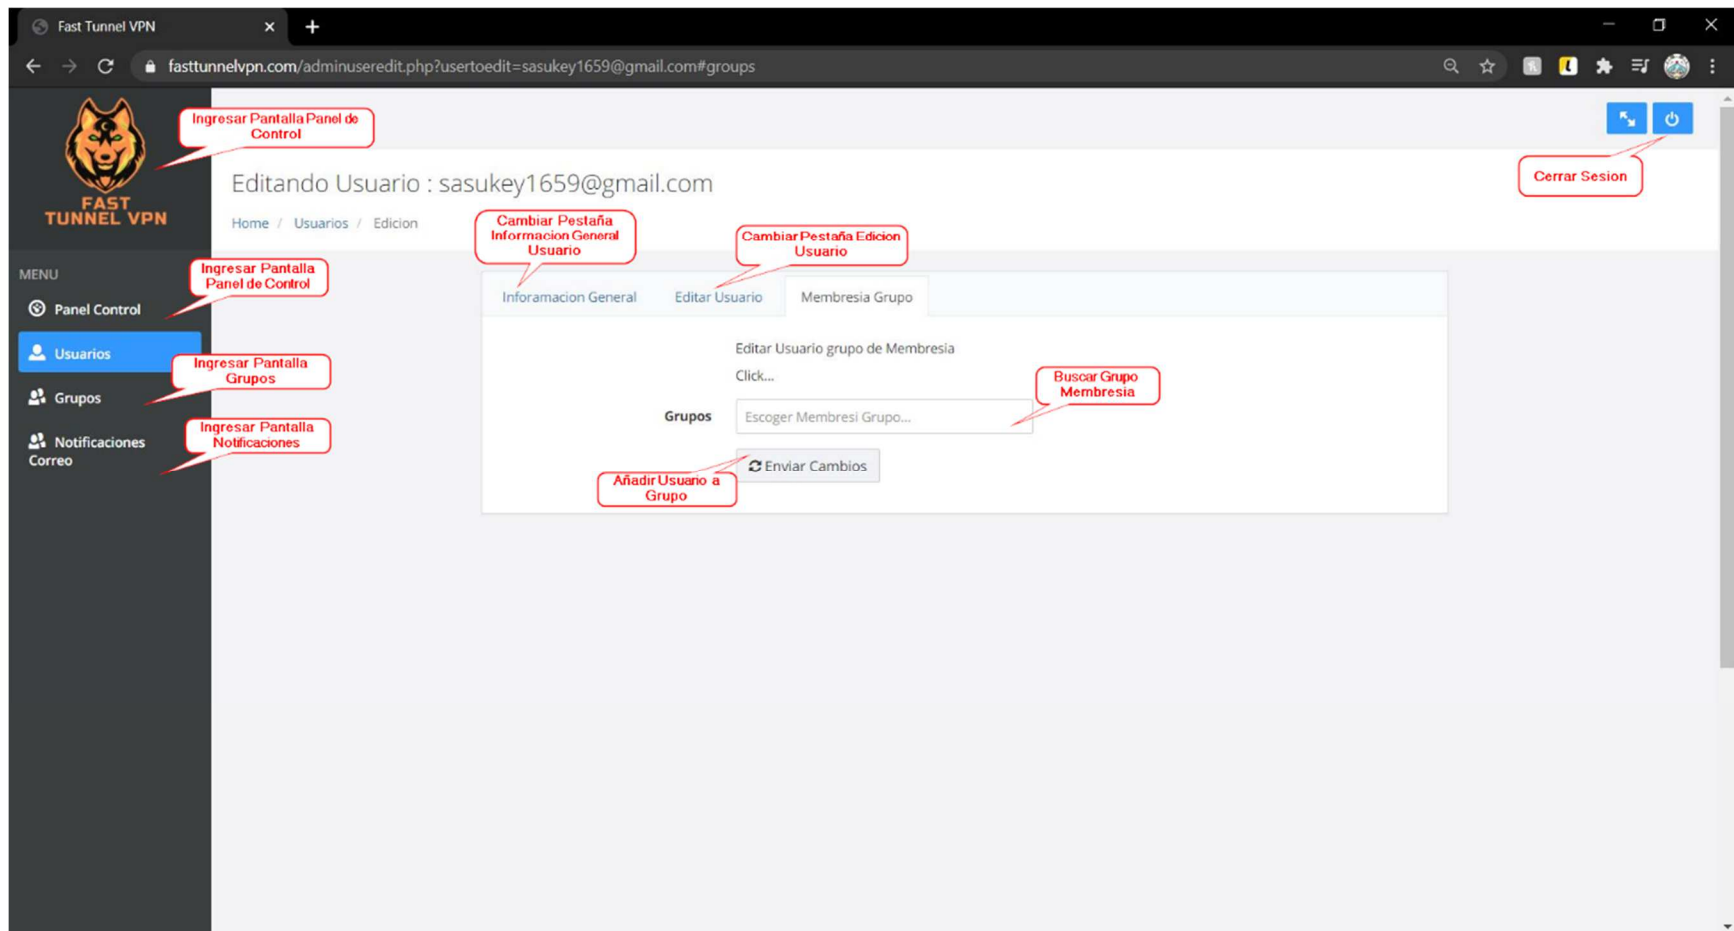 Fast Tunnel VPN
fasttunnelvpn.com/adminuseredit.php?usertoedit=sasukey1659@gmail.com#groups
FAST
TUNNEL VPN
Ingresar Pantalla Panel de
Control
Cerrar Sesion
Editando Usuario : sasukey1659@gmail.com
Home / Usuarios / Edicion
Cambiar Pestaña
Informacion General
Usuario
Cambiar Pestaña Edicion
Usuario
MENU
Ingresar Pantalla
Panel de Control
Panel Control
Usuarios
Ingresar Pantalla
Grupos
Grupos
Ingresar Pantalla
Notificaciones
Notificaciones
Correo
Inforamacion General
Editar Usuario
Membresia Grupo
Editar Usuario grupo de Membresia
Click...
Buscar Grupo
Membresia
Grupos
Escoger Membresi Grupo...
Enviar Cambios
Añadir Usuario a
Grupo